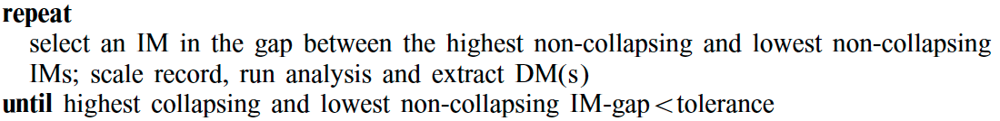 repeat
select an IM in the gap between the highest non-collapsing and lowest non-collapsing
IMs; scale record, run analysis and extract DM(s)
until highest collapsing and lowest non-collapsing IM-gap<tolerance